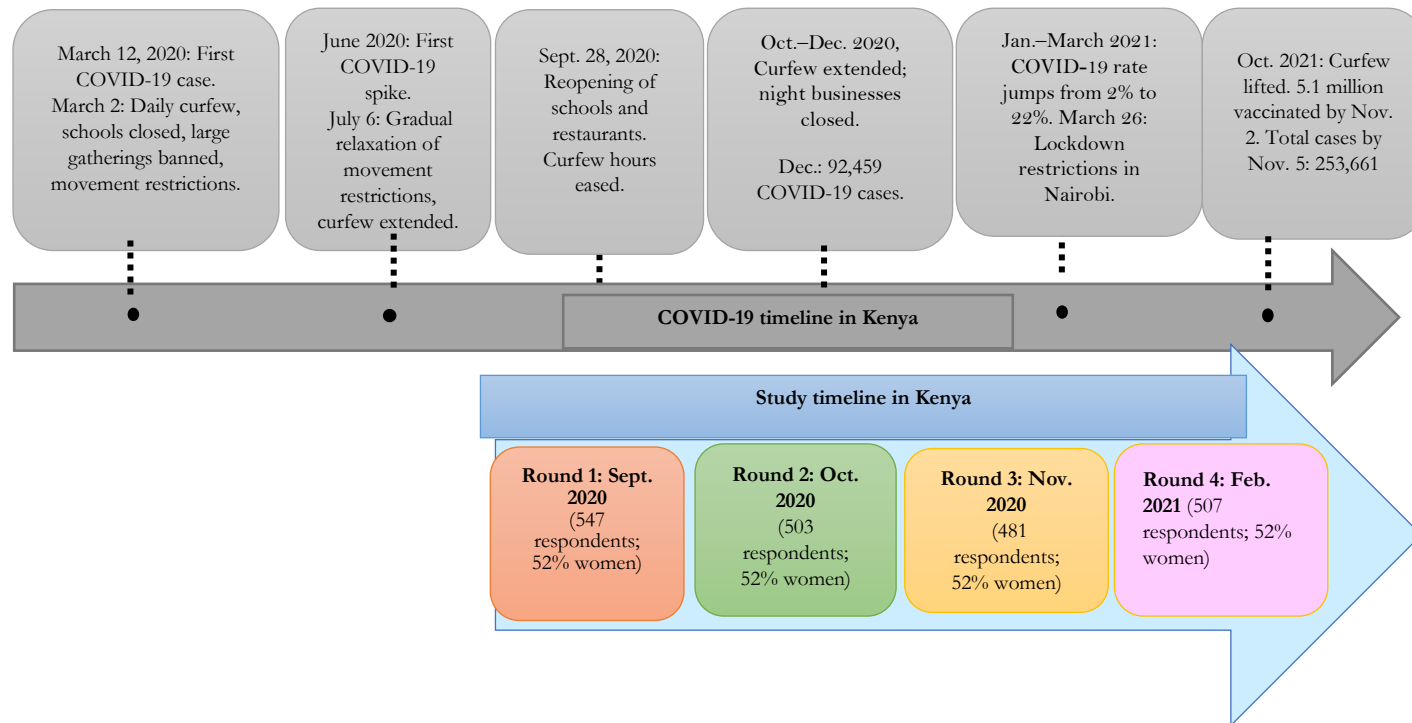 March 12, 2020: First
COVID-19 case.
March 2: Daily curfew,
schools closed, large
gatherings banned,
movement restrictions.
June 2020: First
COVID-19
spike.
July 6: Gradual
relaxation of
movement
restrictions,
curfew extended.
Sept. 28, 2020:
Reopening of
schools and
restaurants.
Curfew hours
eased.
Oct.–Dec. 2020,
Curfew extended;
night businesses
closed.
Dec.: 92,459
COVID-19 cases.
Jan.–March 2021:
COVID-19 rate
jumps from 2% to
22%. March 26:
Lockdown
restrictions in
Nairobi.
Oct. 2021: Curfew
lifted. 5.1 million
vaccinated by Nov.
2. Total cases by
Nov. 5: 253,661
COVID-19 timeline in Kenya
Study timeline in Kenya
Round 1: Sept.
2020
(547
respondents;
52% women)
Round 2: Oct.
2020
(503
respondents;
52% women)
Round 3: Nov.
2020
(481
respondents;
52% women)
Round 4: Feb.
2021 (507
respondents; 52%
women)